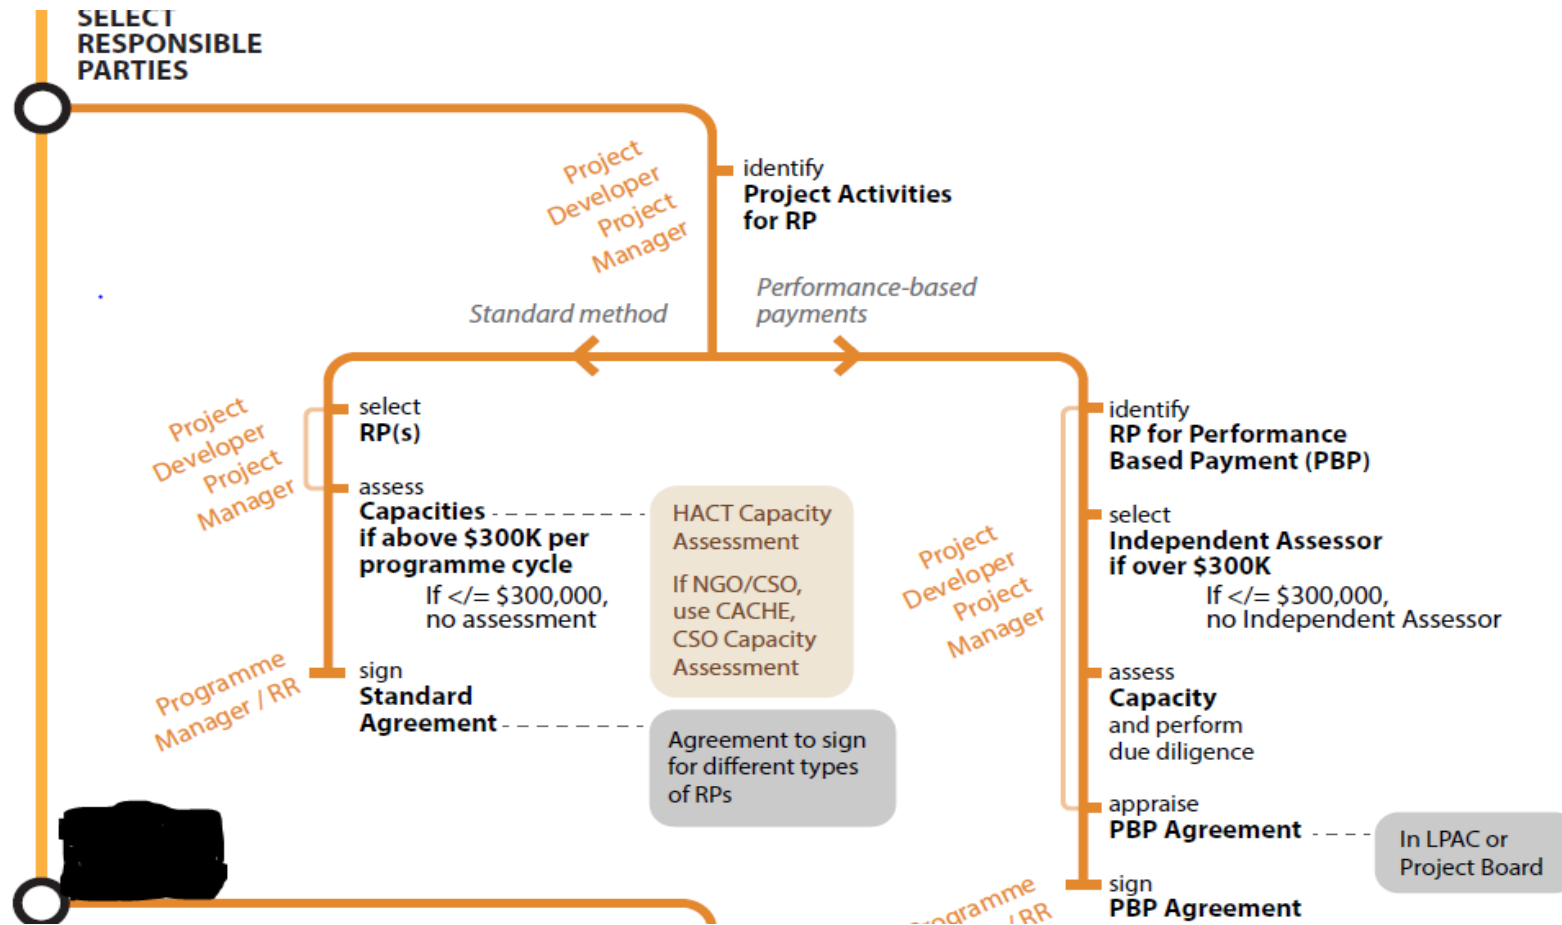 SELECT
RESPONSIBLE
PARTIES
Project
Developer
Project
Manager
identify
Project Activities
for RP
Standard method
Performance-based
payments
Project
Developer
Project
Manager
select
RP(s)
assess
Capacities
if above $300K per
programme cycle
If </= $300,000,
no assessment
HACT Capacity
Assessment
If NGO/CSO,
use CACHE,
CSO Capacity
Assessment
Programme
Manager / RR
sign
Standard
Agreement
Agreement to sign
for different types
of RPs
Project
Developer
Project
Manager
identify
RP for Performance
Based Payment (PBP)
select
Independent Assessor
if over $300K
If </= $300,000,
no Independent Assessor
assess
Capacity
and perform
due diligence
appraise
PBP Agreement
In LPAC or
Project Board
/ RR
sign
PBP Agreement